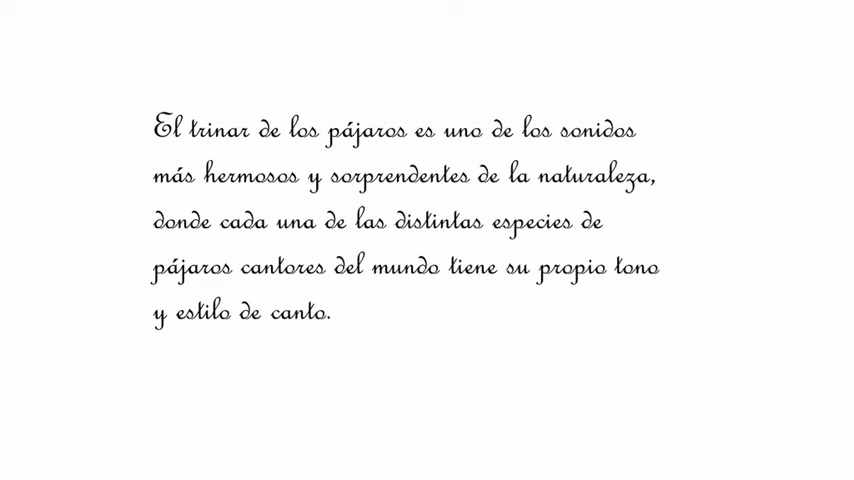 El trinar de los pájaros es uno de los sonidos
más hermosos y sorprendentes de la naturaleza,
donde cada una de las distintas especies de
pájaros cantores del mundo tiene su propio tono
y estilo de canto.